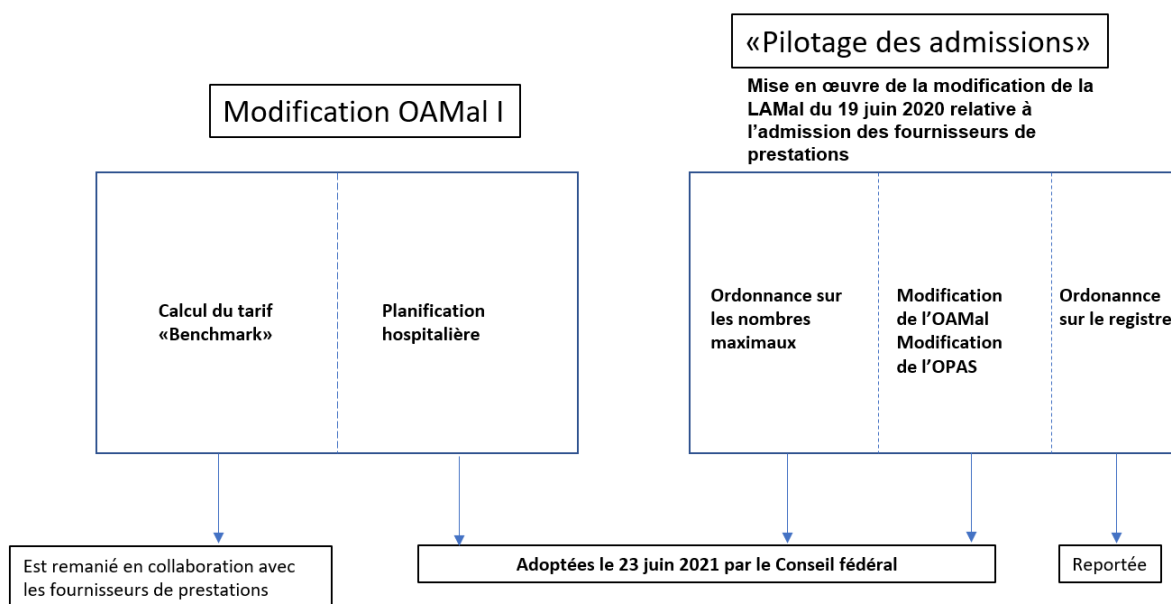 «Pilotage des admissions»
Modification OAMal I
Mise en œuvre de la modification de la
LAMal du 19 juin 2020 relative à
l’admission des fournisseurs de
prestations
Calcul du tarif
«Benchmark»
Planification
hospitalière
Ordonnance sur
les nombres
maximaux
Modification
de l’OAMal
Modification
de l’OPAS
Ordonannce
sur le registre
Est remanié en collaboration avec
les fournisseurs de prestations
Adoptées le 23 juin 2021 par le Conseil fédéral
Reportée